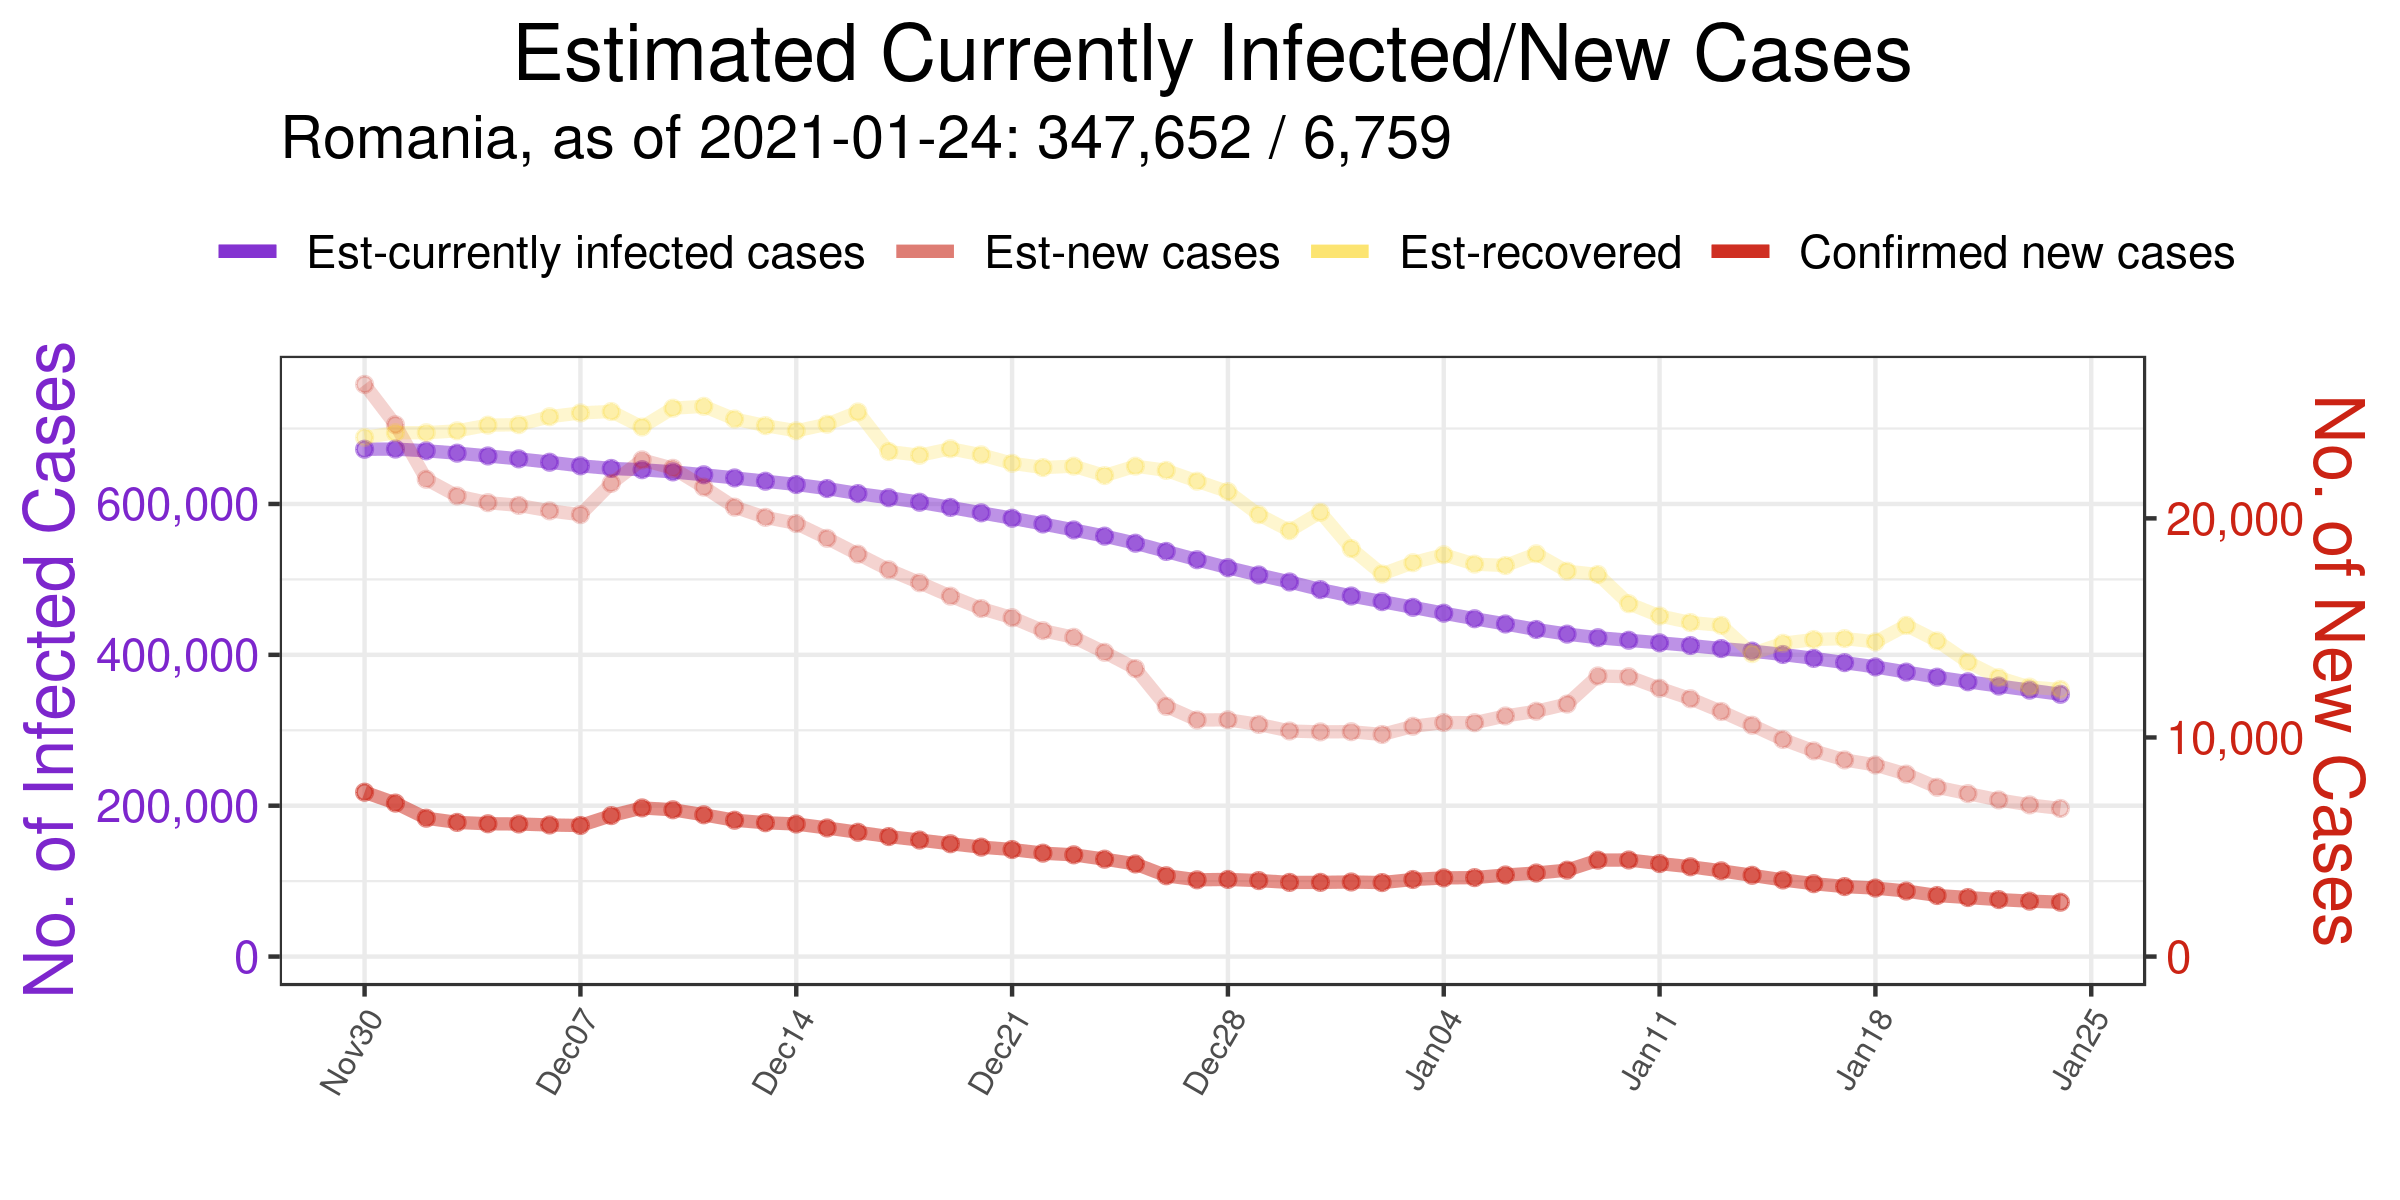 Estimated Currently Infected/New Cases
Romania, as of 2021-01-24: 347,652 / 6,759
Est-currently infected cases Est-new cases Est-recovered Confirmed new cases
No. of Infected Cases
600,000
400,000
200,000
0
20,000
10,000
0
No. of New Cases
Nov30 Dec07 Dec14 Dec21 Dec28 Jan04 Jan11 Jan18 Jan25